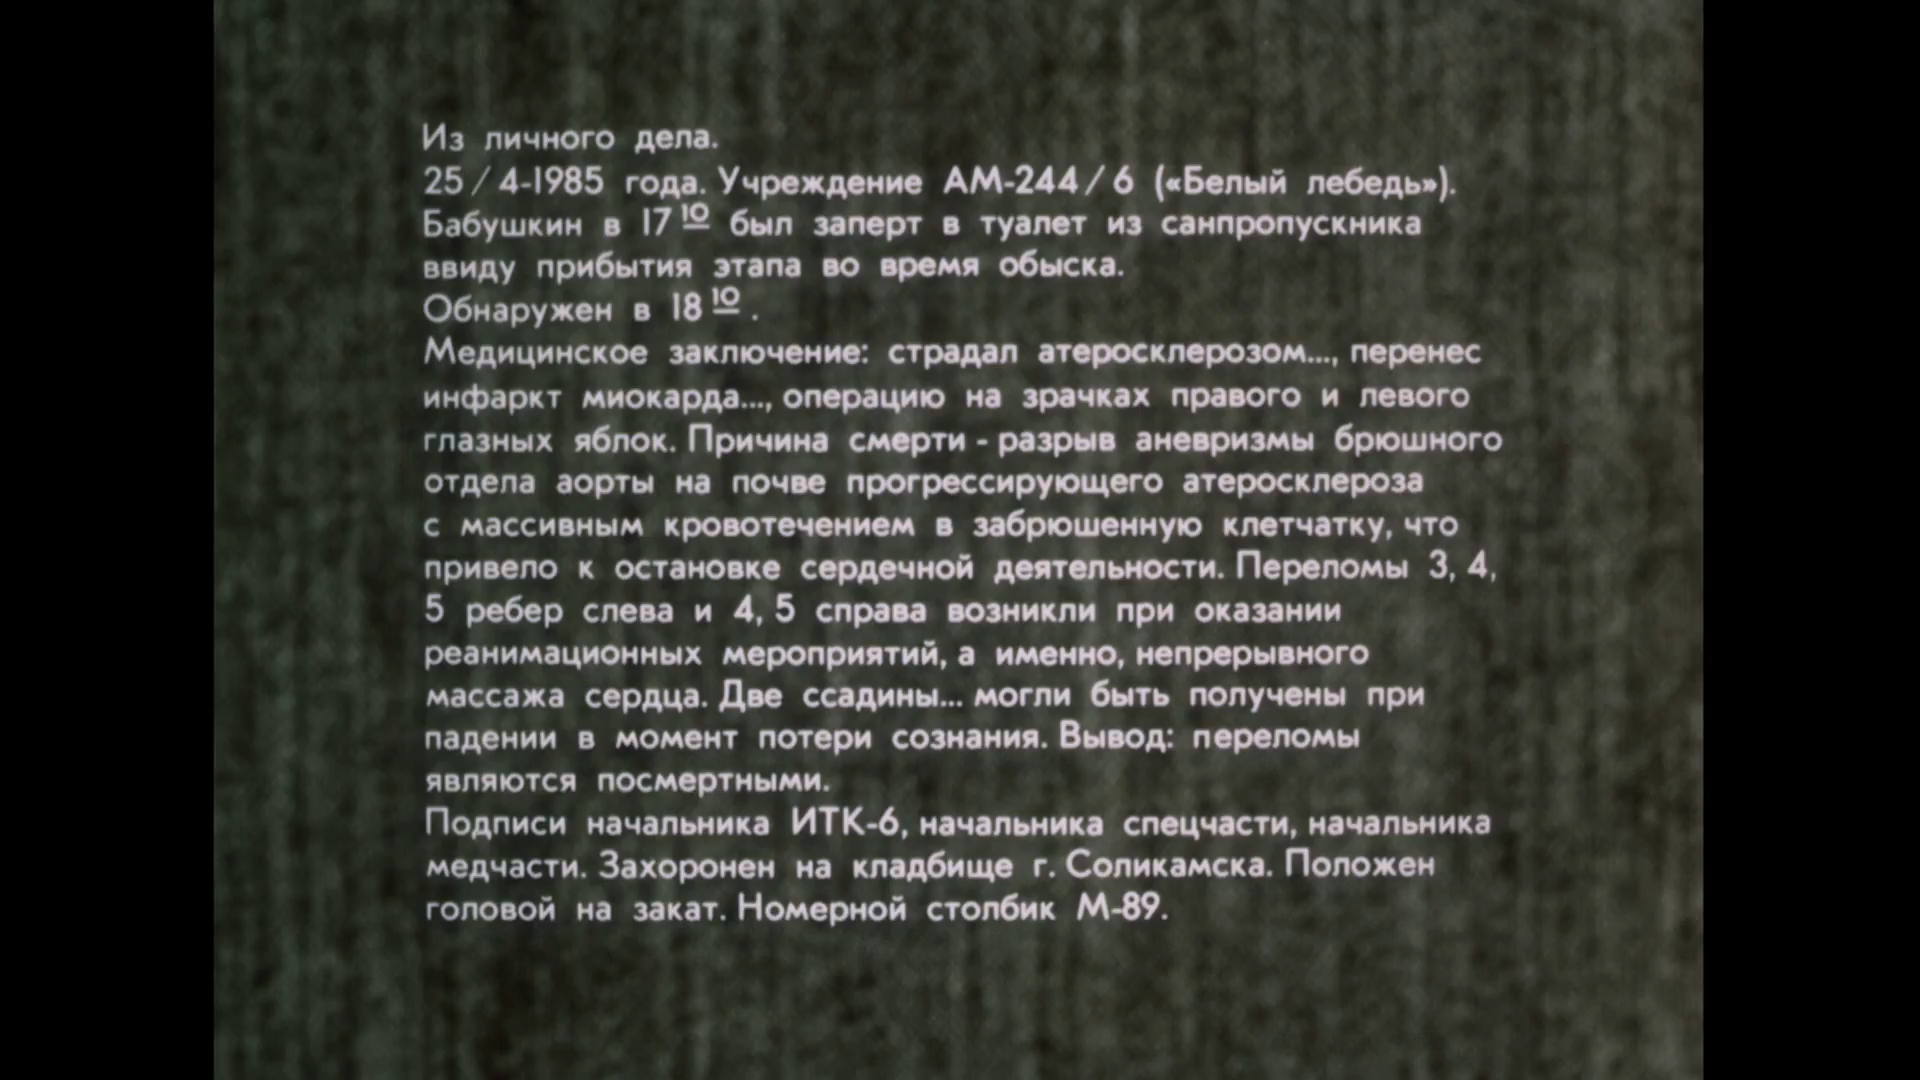 Из личного дела.
25/4-1985 года. Учреждение АМ-244/6 («Белый лебедь»).
Бабушкин в 17 10 был заперт в туалет из санпропускника
ввиду прибытия этапа во время обыска.
Обнаружен в 18 10 .
Медицинское заключение: страдал атеросклерозом..., перенес
инфаркт миокарда..., операцию на зрачках правого и левого
глазных яблок. Причина смерти - разрыв аневризмы брюшного
отдела аорты на почве прогрессирующего атеросклероза
с массивным кровотечением в забрюшенную клетчатку, что
привело к остановке сердечной деятельности. Переломы 3, 4,
5 ребер слева и 4, 5 справа возникли при оказании
реанимационных мероприятий, а именно, непрерывного
массажа сердца. Две ссадины... могли быть получены при
падении в момент потери сознания. Вывод: переломы
являются посмертными.
Подписи начальника ИТК-6, начальника спецчасти, начальника
медчасти. Захоронен на кладбище г. Соликамска. Положен
головой на закат. Номерной столбик М-89.